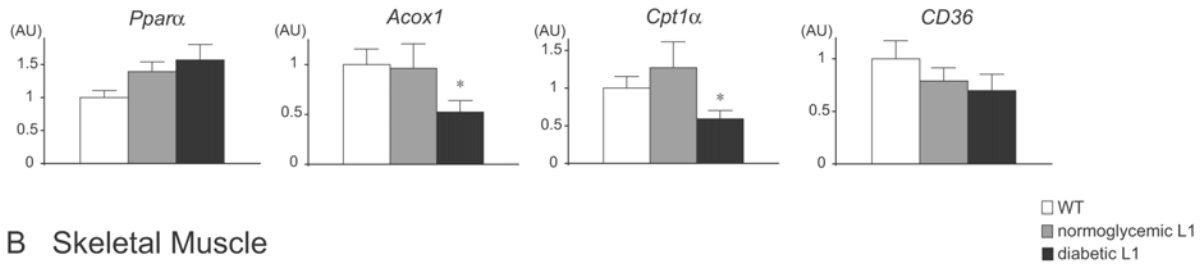 Pparα Acox1 Cpt1α CD36
(AU) (AU) (AU) (AU)
1.5 1 0.5 0
1 0.5 0
1.5 1 0.5 0
1 0.5 0
* *
WT
normoglycemic L1
B Skeletal Muscle
diabetic L1